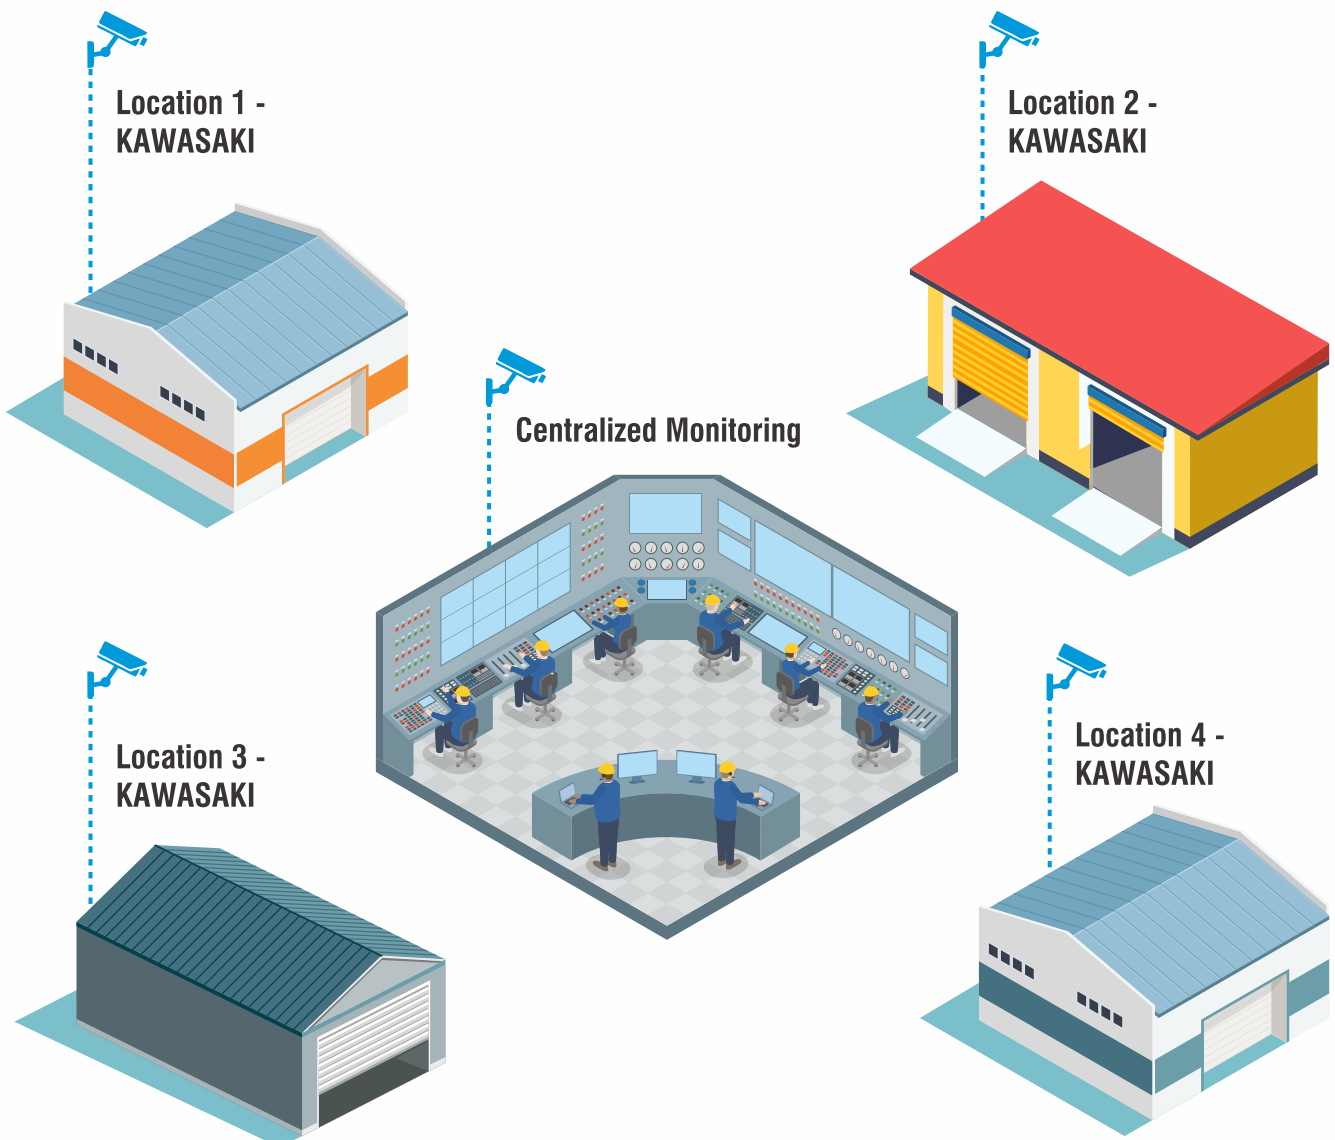 Location 1 -
KAWASAKI
Location 2 -
KAWASAKI
Centralized Monitoring
Location 3 -
KAWASAKI
Location 4 -
KAWASAKI